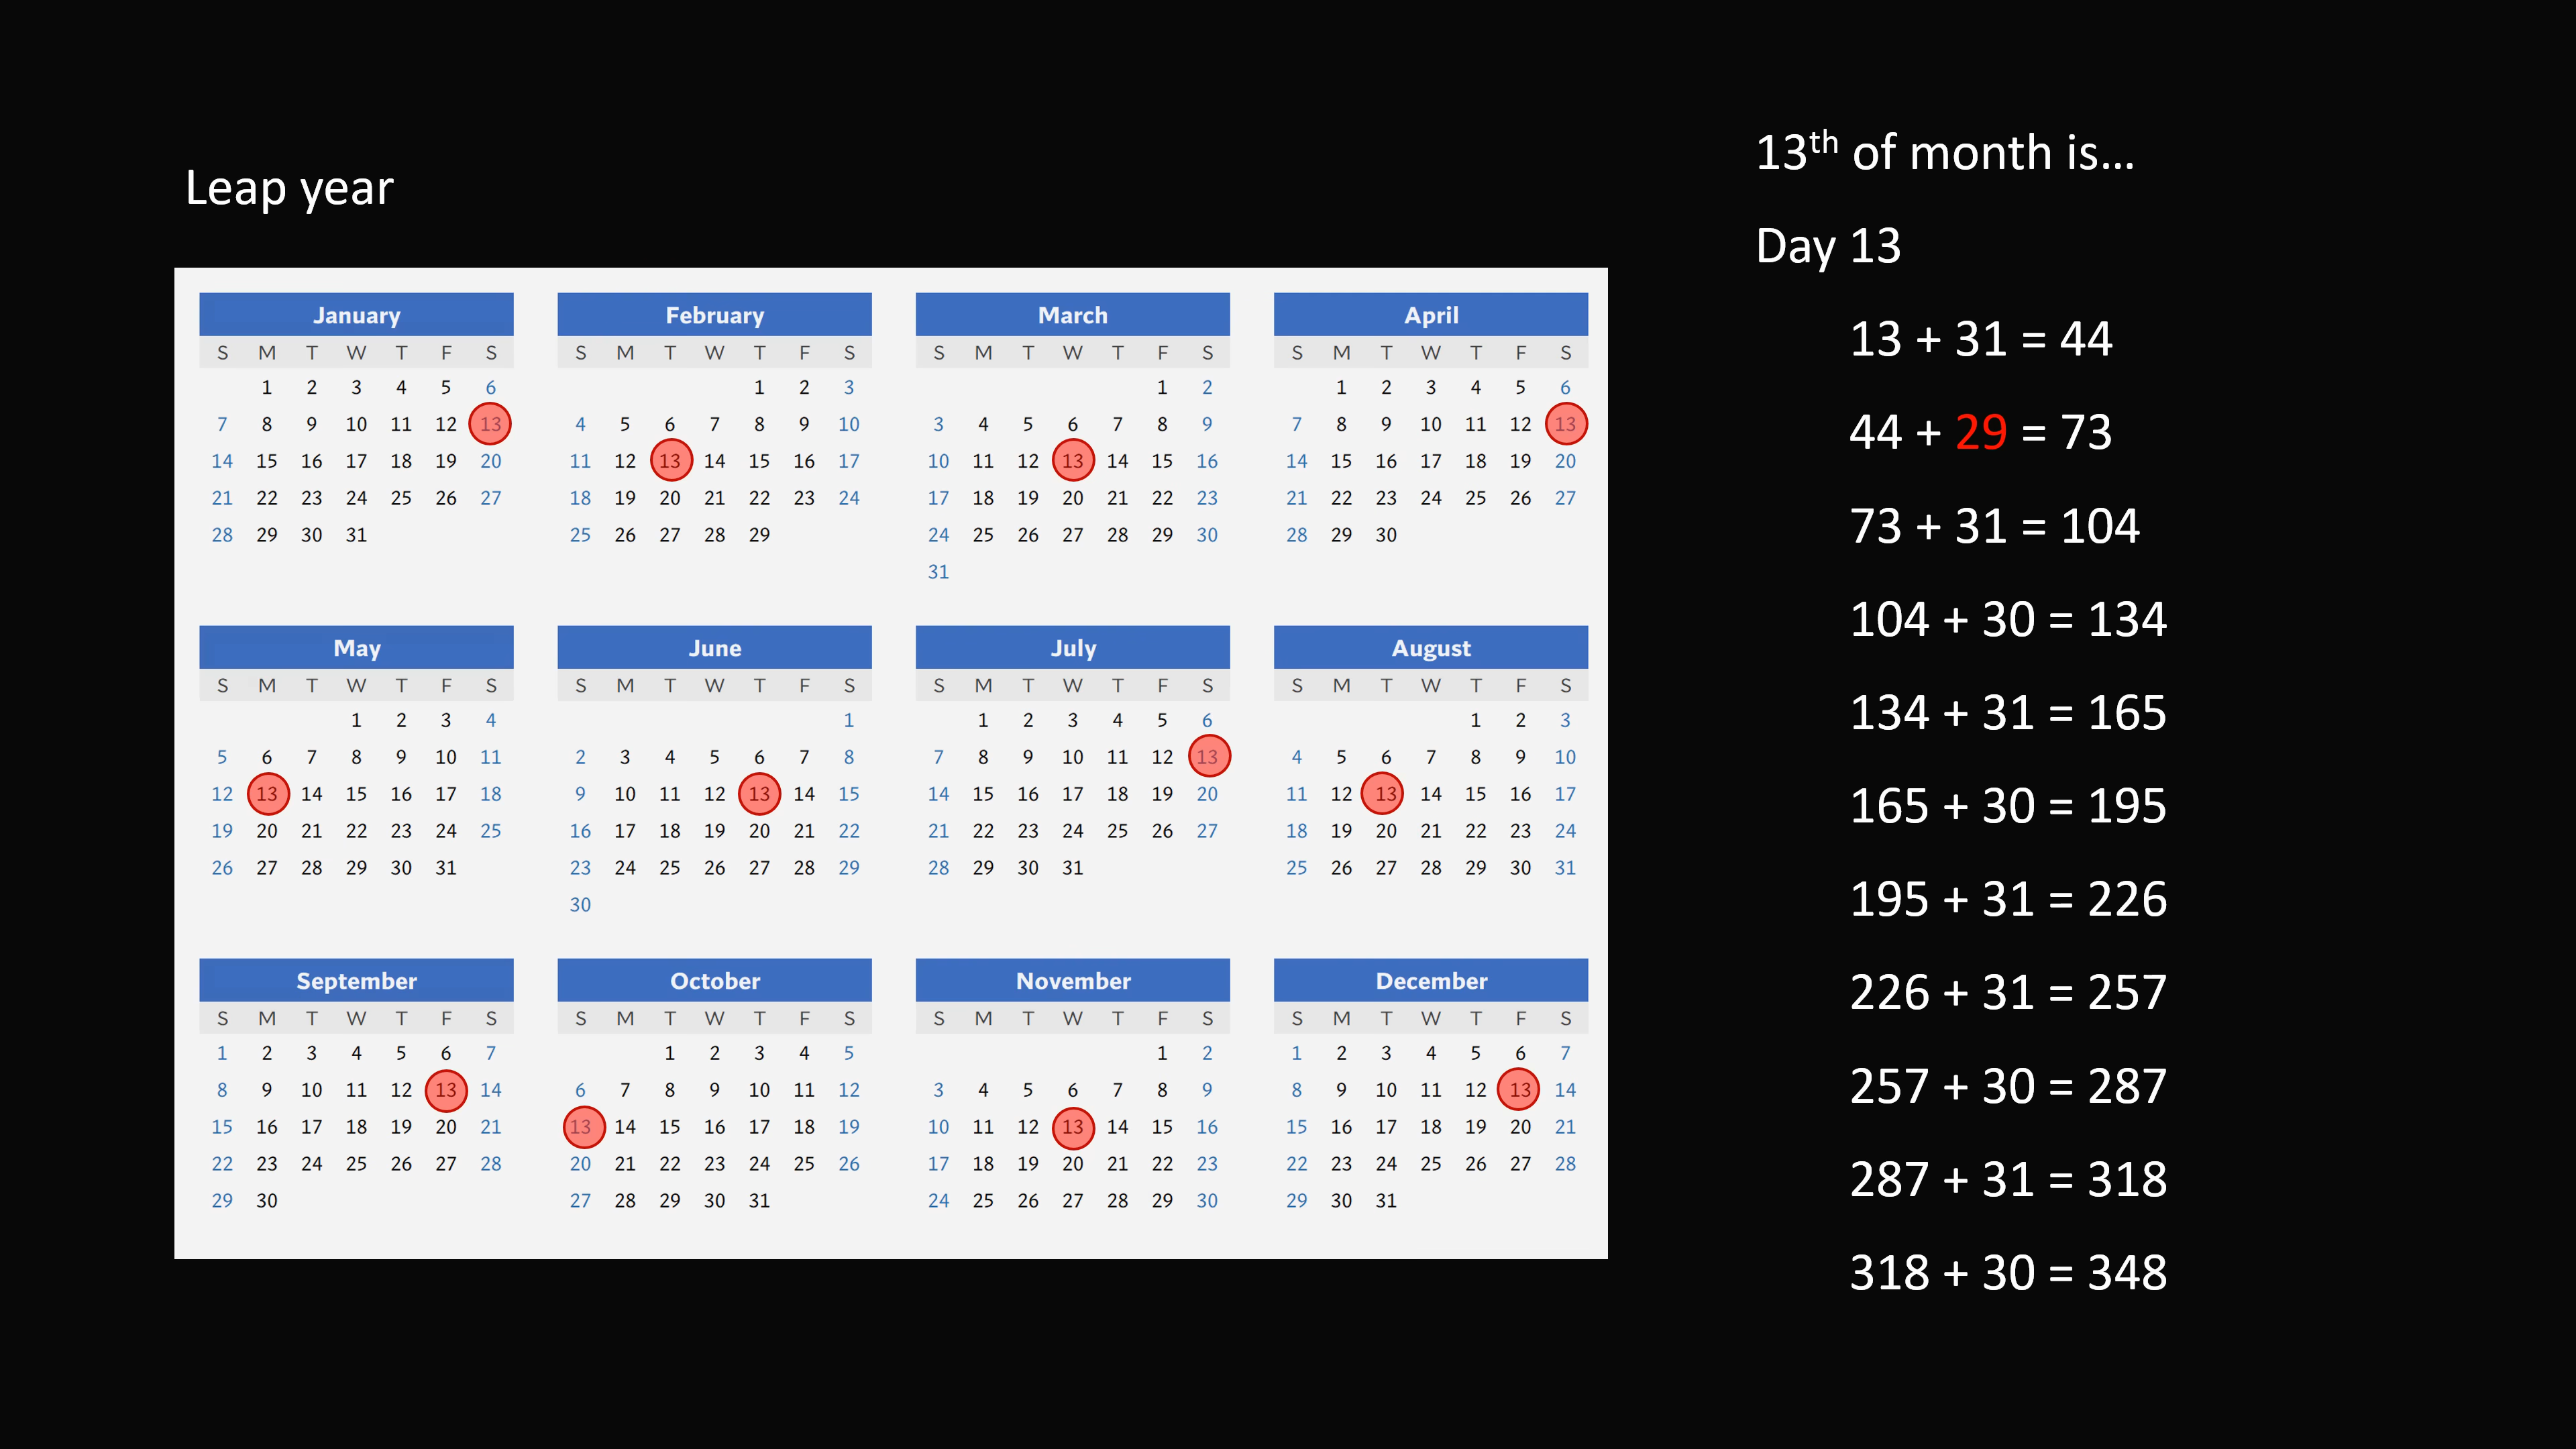 Leap year
January
S M T W T F S
1 2 3 4 5 6
7 8 9 10 11 12 13
14 15 16 17 18 19 20
21 22 23 24 25 26 27
28 29 30 31
February
S M T W T F S
1 2 3
4 5 6 7 8 9 10
11 12 13 14 15 16 17
18 19 20 21 22 23 24
25 26 27 28 29
March
S M T W T F S
1 2
3 4 5 6 7 8 9
10 11 12 13 14 15 16
17 18 19 20 21 22 23
24 25 26 27 28 29 30
31
April
S M T W T F S
1 2 3 4 5 6
7 8 9 10 11 12 13
14 15 16 17 18 19 20
21 22 23 24 25 26 27
28 29 30
May
S M T W T F S
1 2 3 4
5 6 7 8 9 10 11
12 13 14 15 16 17 18
19 20 21 22 23 24 25
26 27 28 29 30 31
June
S M T W T F S
1
2 3 4 5 6 7 8
9 10 11 12 13 14 15
16 17 18 19 20 21 22
23 24 25 26 27 28 29
30
July
S M T W T F S
1 2 3 4 5 6
7 8 9 10 11 12 13
14 15 16 17 18 19 20
21 22 23 24 25 26 27
28 29 30 31
August
S M T W T F S
1 2 3
4 5 6 7 8 9 10
11 12 13 14 15 16 17
18 19 20 21 22 23 24
25 26 27 28 29 30 31
September
S M T W T F S
1 2 3 4 5 6 7
8 9 10 11 12 13 14
15 16 17 18 19 20 21
22 23 24 25 26 27 28
29 30
October
S M T W T F S
1 2 3 4 5
6 7 8 9 10 11 12
13 14 15 16 17 18 19
20 21 22 23 24 25 26
27 28 29 30 31
November
S M T W T F S
1 2
3 4 5 6 7 8 9
10 11 12 13 14 15 16
17 18 19 20 21 22 23
24 25 26 27 28 29 30
December
S M T W T F S
1 2 3 4 5 6 7
8 9 10 11 12 13 14
15 16 17 18 19 20 21
22 23 24 25 26 27 28
29 30 31
13th of month is...
Day 13
13 + 31 = 44
44 + 29 = 73
73 + 31 = 104
104 + 30 = 134
134 + 31 = 165
165 + 30 = 195
195 + 31 = 226
226 + 31 = 257
257 + 30 = 287
287 + 31 = 318
318 + 30 = 348